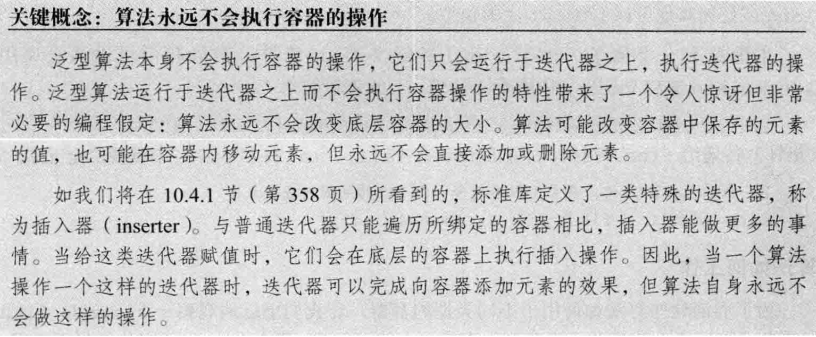 关键概念：算法永远不会执行容器的操作
泛型算法本身不会执行容器的操作，它们只会运行于迭代器之上，执行迭代器的操
作。泛型算法运行于迭代器之上而不会执行容器操作的特性带来了一个令人惊讶但非常
必要的编程假定：算法永远不会改变底层容器的大小。算法可能改变容器中保存的元素
的值，也可能在容器内移动元素，但永远不会直接添加或删除元素。
如我们将在 10.4.1 节（第 358 页）所看到的，标准库定义了一类特殊的迭代器，称
为插入器（inserter）。与普通迭代器只能遍历所绑定的容器相比，插入器能做更多的事
情。当给这类迭代器赋值时，它们会在底层的容器上执行插入操作。因此，当一个算法
操作一个这样的迭代器时，迭代器可以完成向容器添加元素的效果，但算法自身永远不
会做这样的操作。